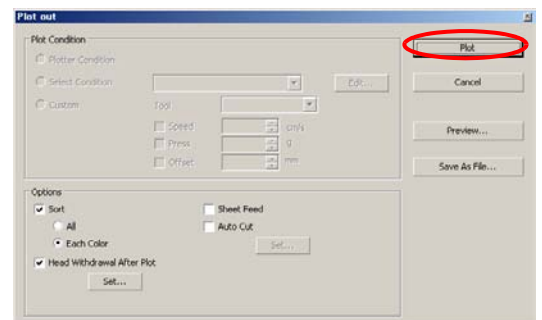 Plot out
Plot Condition
Plotter Condition
Select Condition
Edit...
Custom
Tool
Speed
cm/s
Press
g
Offset
mm
Plot
Cancel
Preview...
Save As File...
Options
Sort
Sheet Feed
All
Auto Cut
Each Color
Set...
Head Withdrawal After Plot
Set...